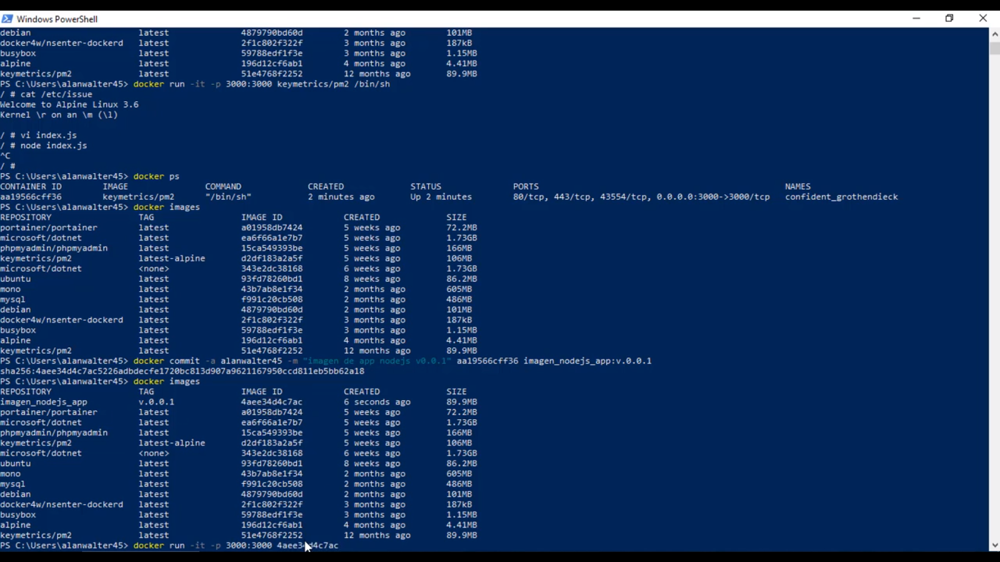 Windows PowerShell
debian latest 4879790bd60d 2 months ago 101MB
docker4w/nsenter-dockerd latest 2f1c802f322f 3 months ago 187kB
busybox latest 59788edf1f3e 3 months ago 1.15MB
alpine latest 196d12cf6ab1 4 months ago 4.41MB
keymetrics/pm2 latest 51e4768f2252 12 months ago 89.9MB
PS C:\Users\alanwalter45> docker run -it -p 3000:3000 keymetrics/pm2 /bin/sh
/ # cat /etc/issue
Welcome to Alpine Linux 3.6
Kernel \r on an \m (\l)
/ # vi index.js
/ # node index.js
^C
/ #
PS C:\Users\alanwalter45> docker ps
CONTAINER ID IMAGE COMMAND CREATED STATUS PORTS NAMES
aa19566cff36 keymetrics/pm2 "/bin/sh" 2 minutes ago Up 2 minutes 80/tcp, 443/tcp, 43554/tcp, 0.0.0.0:3000->3000/tcp confident_grothendieck
PS C:\Users\alanwalter45> docker images
REPOSITORY TAG IMAGE ID CREATED SIZE
portainer/portainer latest a01958db7424 5 weeks ago 72.2MB
microsoft/dotnet latest ea6f66a1e7b7 5 weeks ago 1.73GB
phpmyadmin/phpmyadmin latest 15ca549393be 5 weeks ago 166MB
keymetrics/pm2 latest-alpine d2df183a2a5f 5 weeks ago 106MB
microsoft/dotnet <none> 343e2dc38168 6 weeks ago 1.73GB
ubuntu latest 93fd78260bd1 8 weeks ago 86.2MB
mono latest 43b7ab8e1f34 2 months ago 605MB
mysql latest f991c20cb508 2 months ago 486MB
debian latest 4879790bd60d 2 months ago 101MB
docker4w/nsenter-dockerd latest 2f1c802f322f 3 months ago 187kB
busybox latest 59788edf1f3e 3 months ago 1.15MB
alpine latest 196d12cf6ab1 4 months ago 4.41MB
keymetrics/pm2 latest 51e4768f2252 12 months ago 89.9MB
PS C:\Users\alanwalter45> docker commit -a alanwalter45 -m "imagen de app nodejs v0.0.1" aa19566cff36 imagen_nodejs_app:v.0.0.1
sha256:4aee34d4c7ac5226adbdecfe1720bc813d907a9621167950ccd811eb5bb62a18
PS C:\Users\alanwalter45> docker images
REPOSITORY TAG IMAGE ID CREATED SIZE
imagen_nodejs_app v.0.0.1 4aee34d4c7ac 6 seconds ago 89.9MB
portainer/portainer latest a01958db7424 5 weeks ago 72.2MB
microsoft/dotnet latest ea6f66a1e7b7 5 weeks ago 1.73GB
phpmyadmin/phpmyadmin latest 15ca549393be 5 weeks ago 166MB
keymetrics/pm2 latest-alpine d2df183a2a5f 5 weeks ago 106MB
microsoft/dotnet <none> 343e2dc38168 6 weeks ago 1.73GB
ubuntu latest 93fd78260bd1 8 weeks ago 86.2MB
mono latest 43b7ab8e1f34 2 months ago 605MB
mysql latest f991c20cb508 2 months ago 486MB
debian latest 4879790bd60d 2 months ago 101MB
docker4w/nsenter-dockerd latest 2f1c802f322f 3 months ago 187kB
busybox latest 59788edf1f3e 3 months ago 1.15MB
alpine latest 196d12cf6ab1 4 months ago 4.41MB
keymetrics/pm2 latest 51e4768f2252 12 months ago 89.9MB
PS C:\Users\alanwalter45> docker run -it -p 3000:3000 4aee34d4c7ac